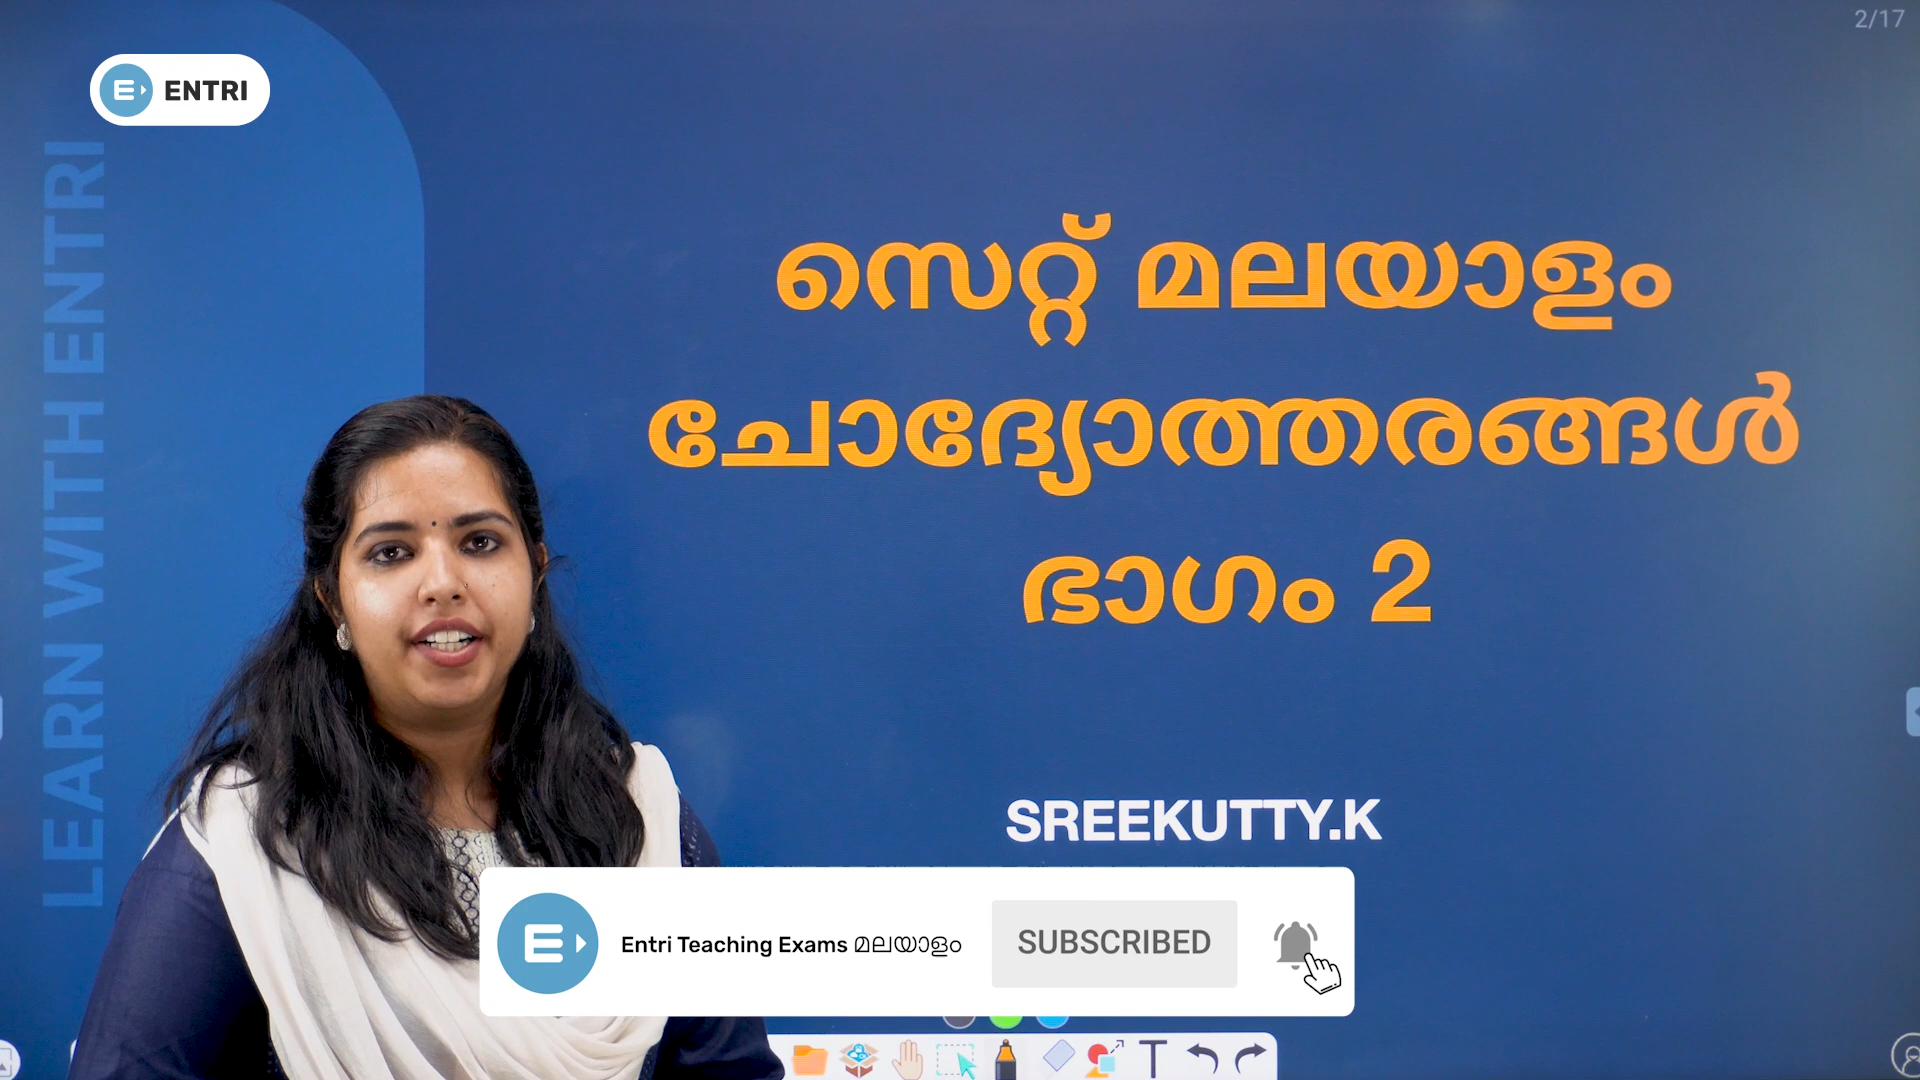 2/17
ENTRI
LEARN WITH ENTRI
സെറ്റ് മലയാളം
ചോദ്യോത്തരങ്ങൾ
ഭാഗം 2
SREEKUTTY.K
Entri Teaching Exams മലയാളം
SUBSCRIBED